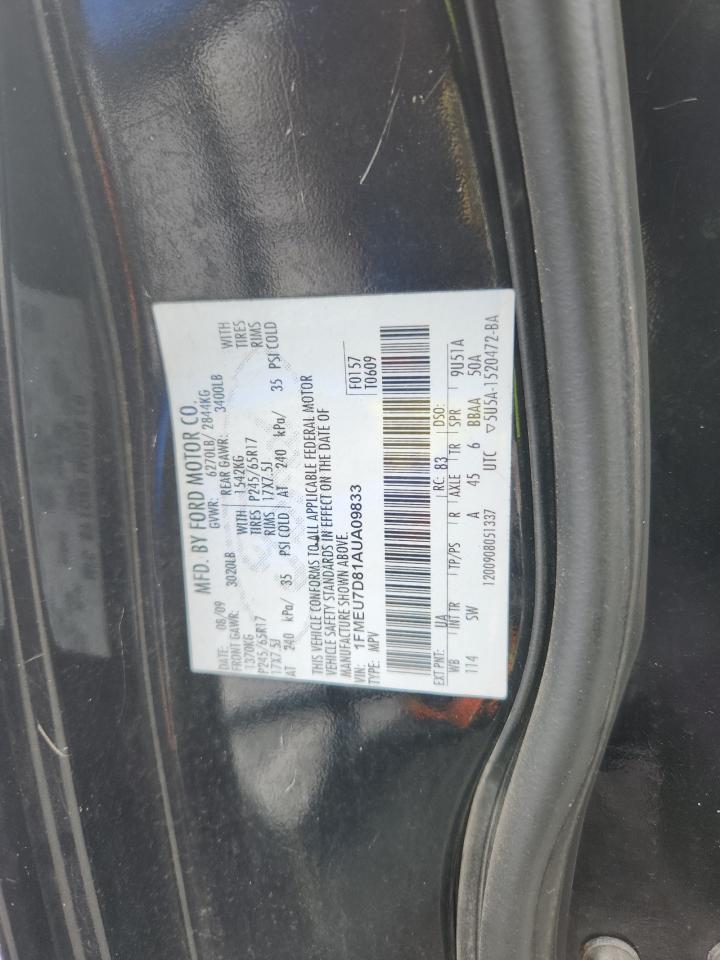 MFD. BY FORD MOTOR CO.
DATE: 08/09 GVWR: 6270LB/ 2844KG
FRONT GAWR: 3020LB REAR GAWR: 3400LB
1370KG WITH 1542KG WITH
P245/65R17 TIRES P245/65R17 TIRES
17X7.5J RIMS 17X7.5J RIMS
AT 240 kPa/ 35 PSI COLD AT 240 kPa/ 35 PSI COLD
THIS VEHICLE CONFORMS TO ALL APPLICABLE FEDERAL MOTOR
VEHICLE SAFETY STANDARDS IN EFFECT ON THE DATE OF
MANUFACTURE SHOWN ABOVE.
VIN: 1FMEU7D81AUA09833 F0157
TYPE: MPV T0609
EXT PNT: UA RC: 83 DSO:
WB INT TR TP/PS R AXLE TR SPR 9U51A
114 SW A 45 6 BBAA 50A
1200908051337 UTC ▽5U5A-1520472-BA